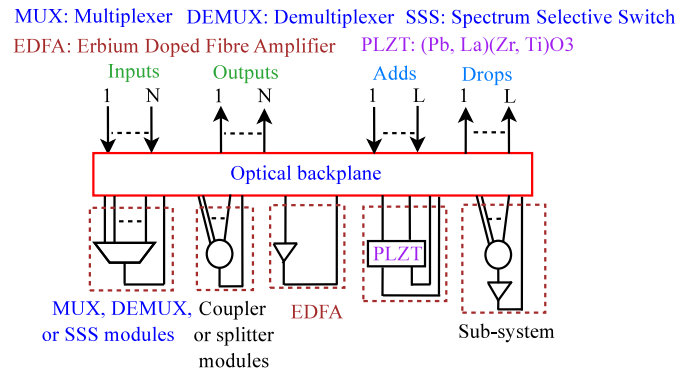 MUX: Multiplexer DEMUX: Demultiplexer SSS: Spectrum Selective Switch
EDFA: Erbium Doped Fibre Amplifier PLZT: (Pb, La)(Zr, Ti)O3
Inputs Outputs Adds Drops
1 N 1 N 1 L 1 L
Optical backplane
PLZT
MUX, DEMUX, Coupler EDFA
or SSS modules or splitter Sub-system
modules